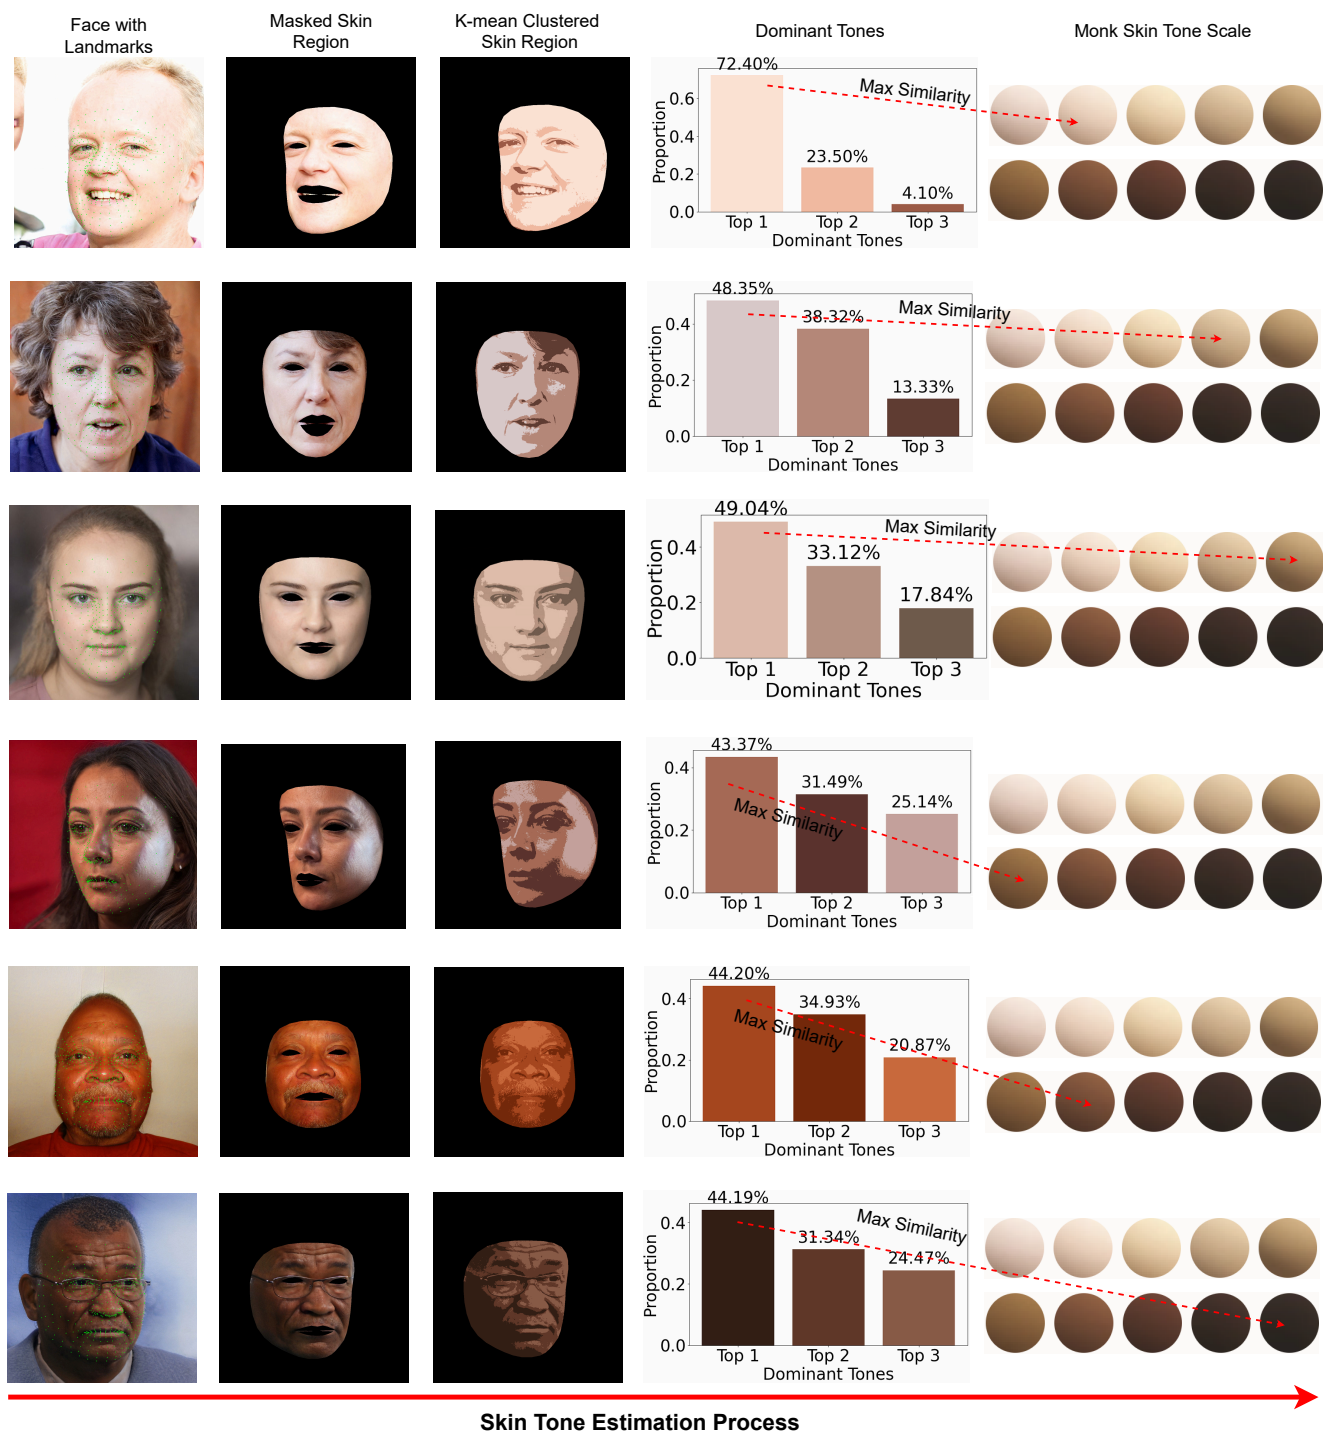 Face with
Landmarks
Masked Skin
Region
K-mean Clustered
Skin Region
Dominant Tones
Monk Skin Tone Scale
72.40%
Max Similarity
0.6
0.4
0.2
0.0
Proportion
23.50%
4.10%
Top 1 Top 2 Top 3
Dominant Tones
48.35%
Max Similarity
38.32%
0.4
0.2
0.0
Proportion
13.33%
Top 1 Top 2 Top 3
Dominant Tones
49.04%
Max Similarity
33.12%
0.4
0.2
0.0
Proportion
17.84%
Top 1 Top 2 Top 3
Dominant Tones
43.37%
31.49%
25.14%
Max Similarity
0.4
0.2
0.0
Proportion
Top 1 Top 2 Top 3
Dominant Tones
44.20%
34.93%
Max Similarity
20.87%
0.4
0.2
0.0
Proportion
Top 1 Top 2 Top 3
Dominant Tones
44.19%
Max Similarity
31.34%
24.47%
0.4
0.2
0.0
Proportion
Top 1 Top 2 Top 3
Dominant Tones
Skin Tone Estimation Process